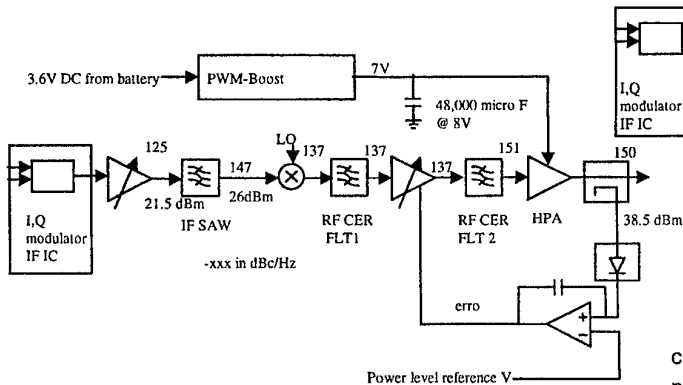 3.6V DC from battery
PWM-Boost
7V
48,000 micro F
@ 8V
I,Q
modulator
IF IC
I,Q
modulator
IF IC
125
21.5 dBm
IF SAW
147
26dBm
LO
137
RF CER
FLT1
137
137
RF CER
FLT 2
151
HPA
150
38.5 dBm
-xxx in dBc/Hz
erro
+
−
Power level reference V